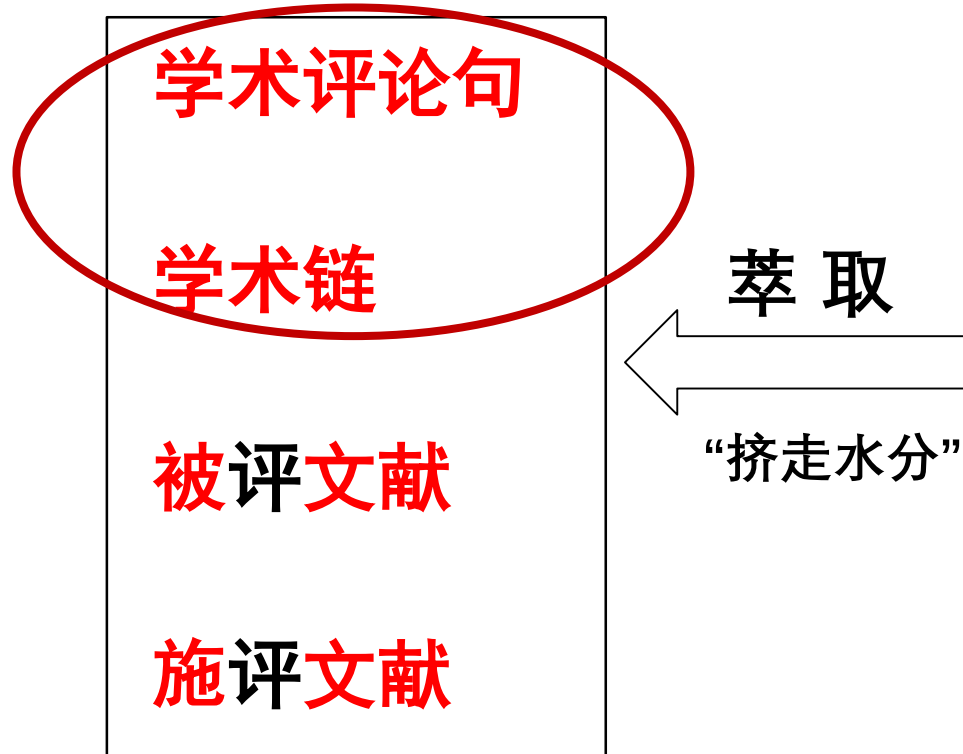 学术评论句
学术链
萃 取
“挤走水分”
被评文献
施评文献